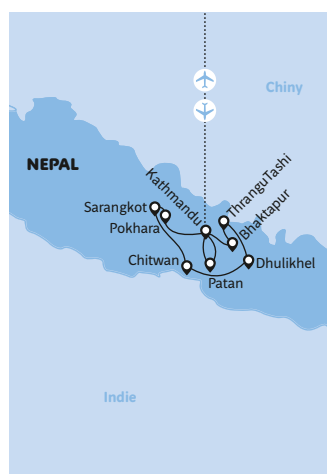 Chiny
NEPAL
Kathmandu
ThranguTashi
Sarangkot
Bhaktapur
Pokhara
Chitwan
Dhulikhel
Patan
Indie